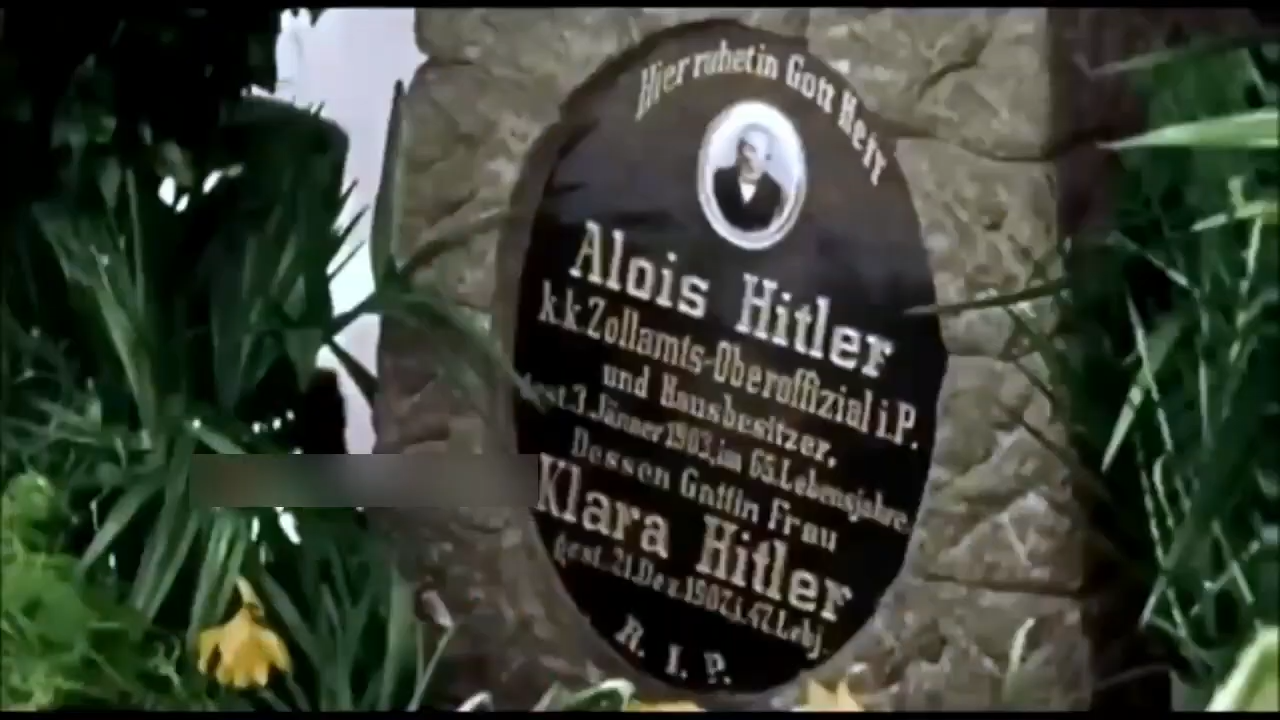 Hier ruhet in Gott Herr
Alois Hitler
k.k Zollamts-Oberoffizial i.P.
und Hausbesitzer.
gest. 3. Jänner 1903, im 65. Lebensjahre.
Dessen Gattin Frau
Klara Hitler
gest. 21. Dez. 1907, i. 47. Lebj.
R. I. P.